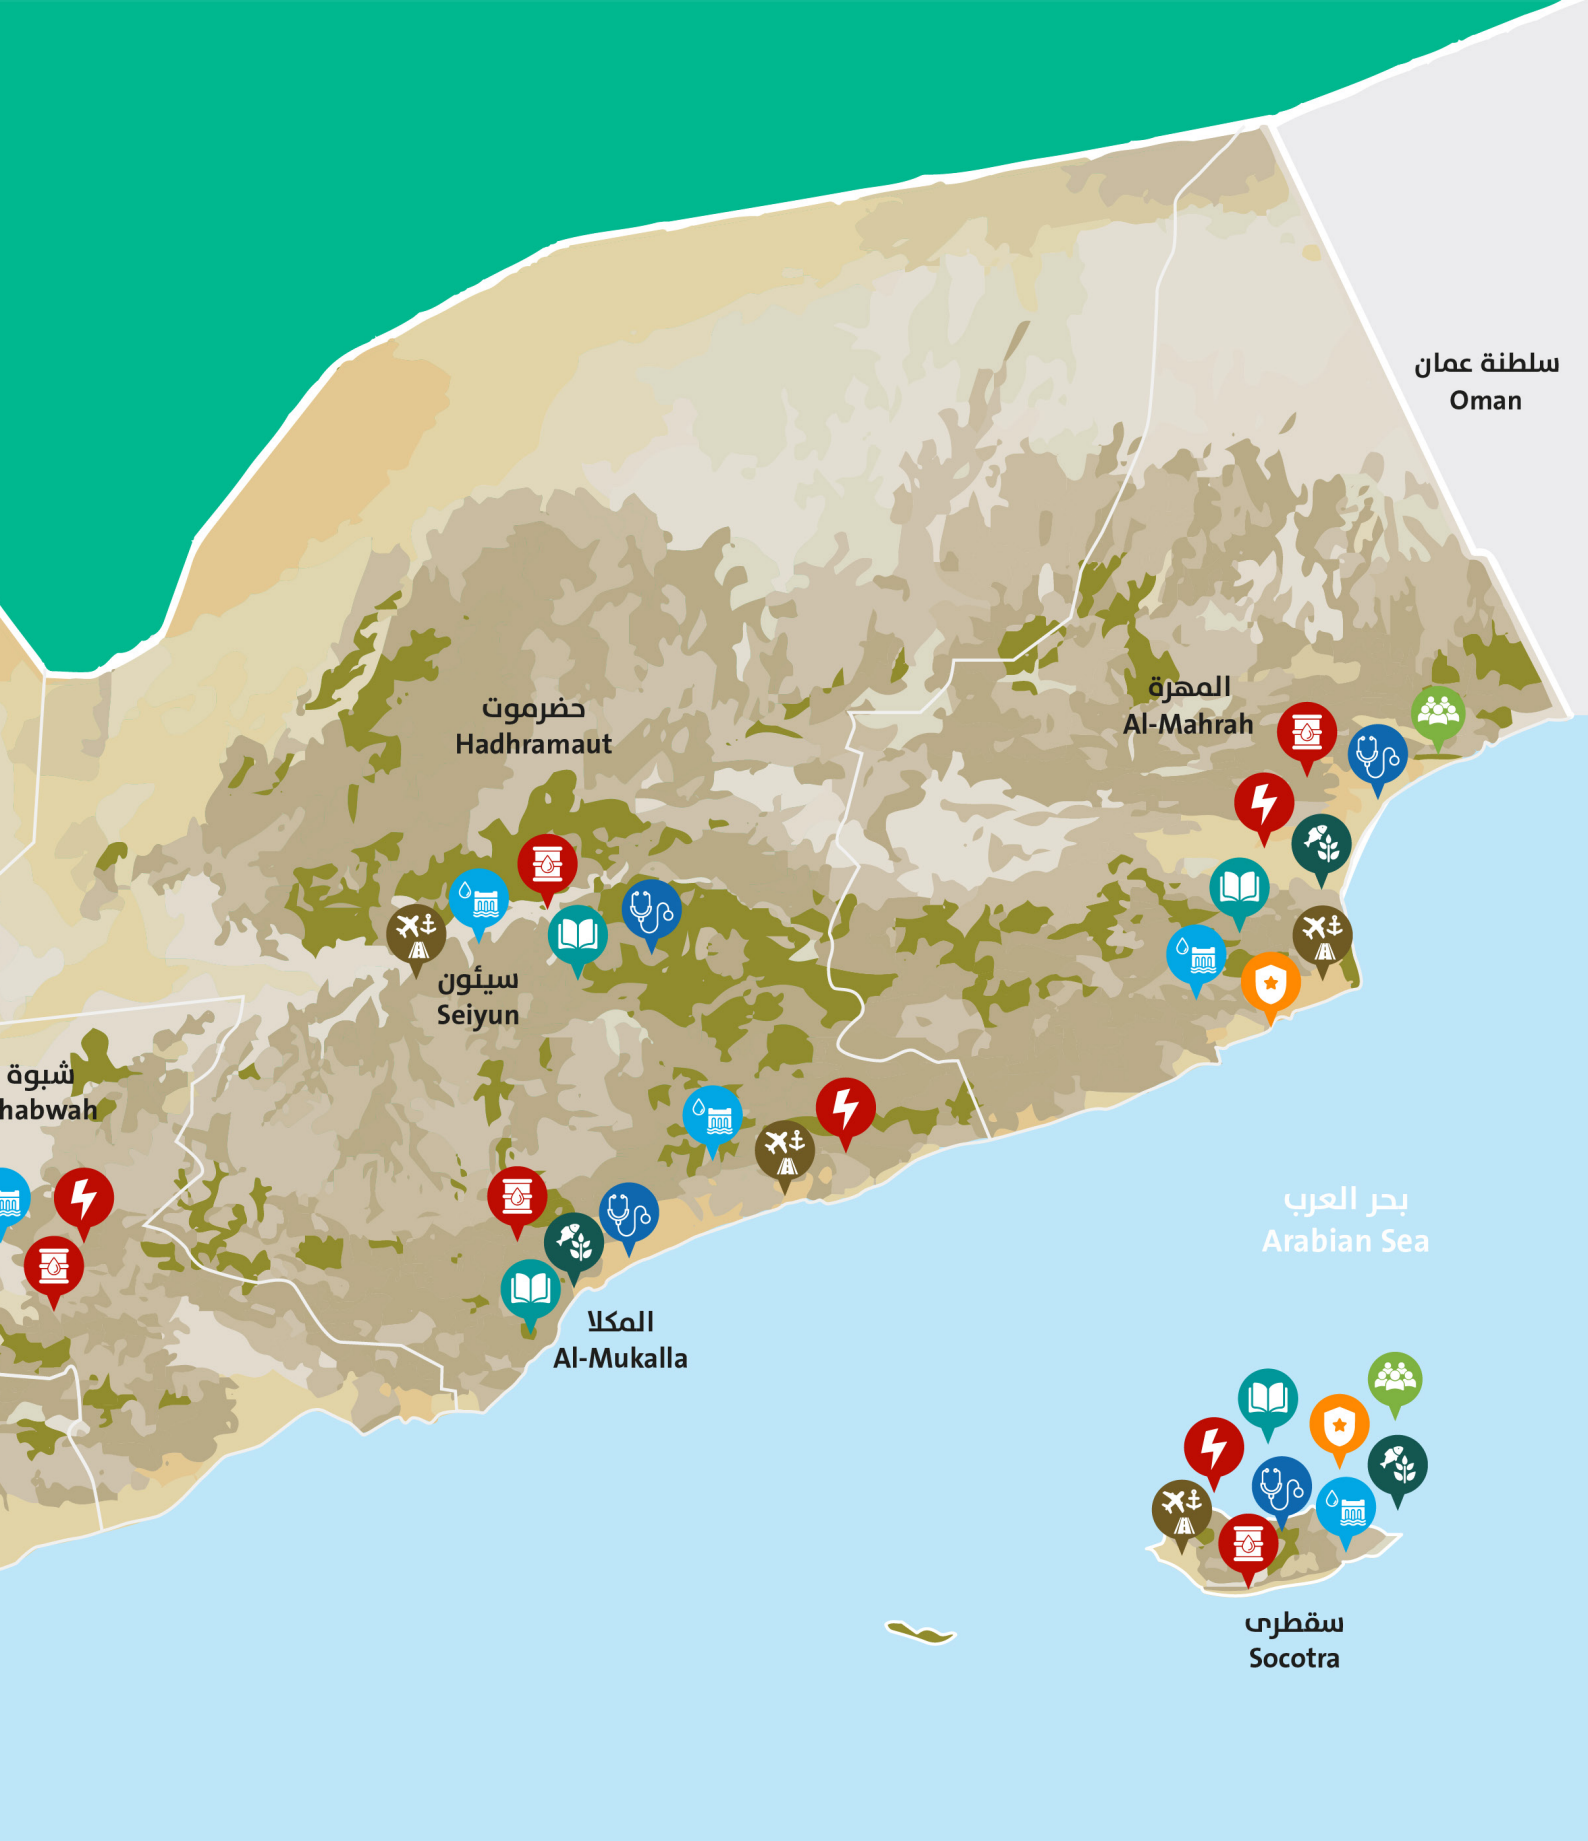 سلطنة عمان
Oman
المهرة
Al-Mahrah
حضرموت
Hadhramaut
سيئون
Seiyun
شبوة
habwah
بحر العرب
Arabian Sea
المكلا
Al-Mukalla
سقطرى
Socotra